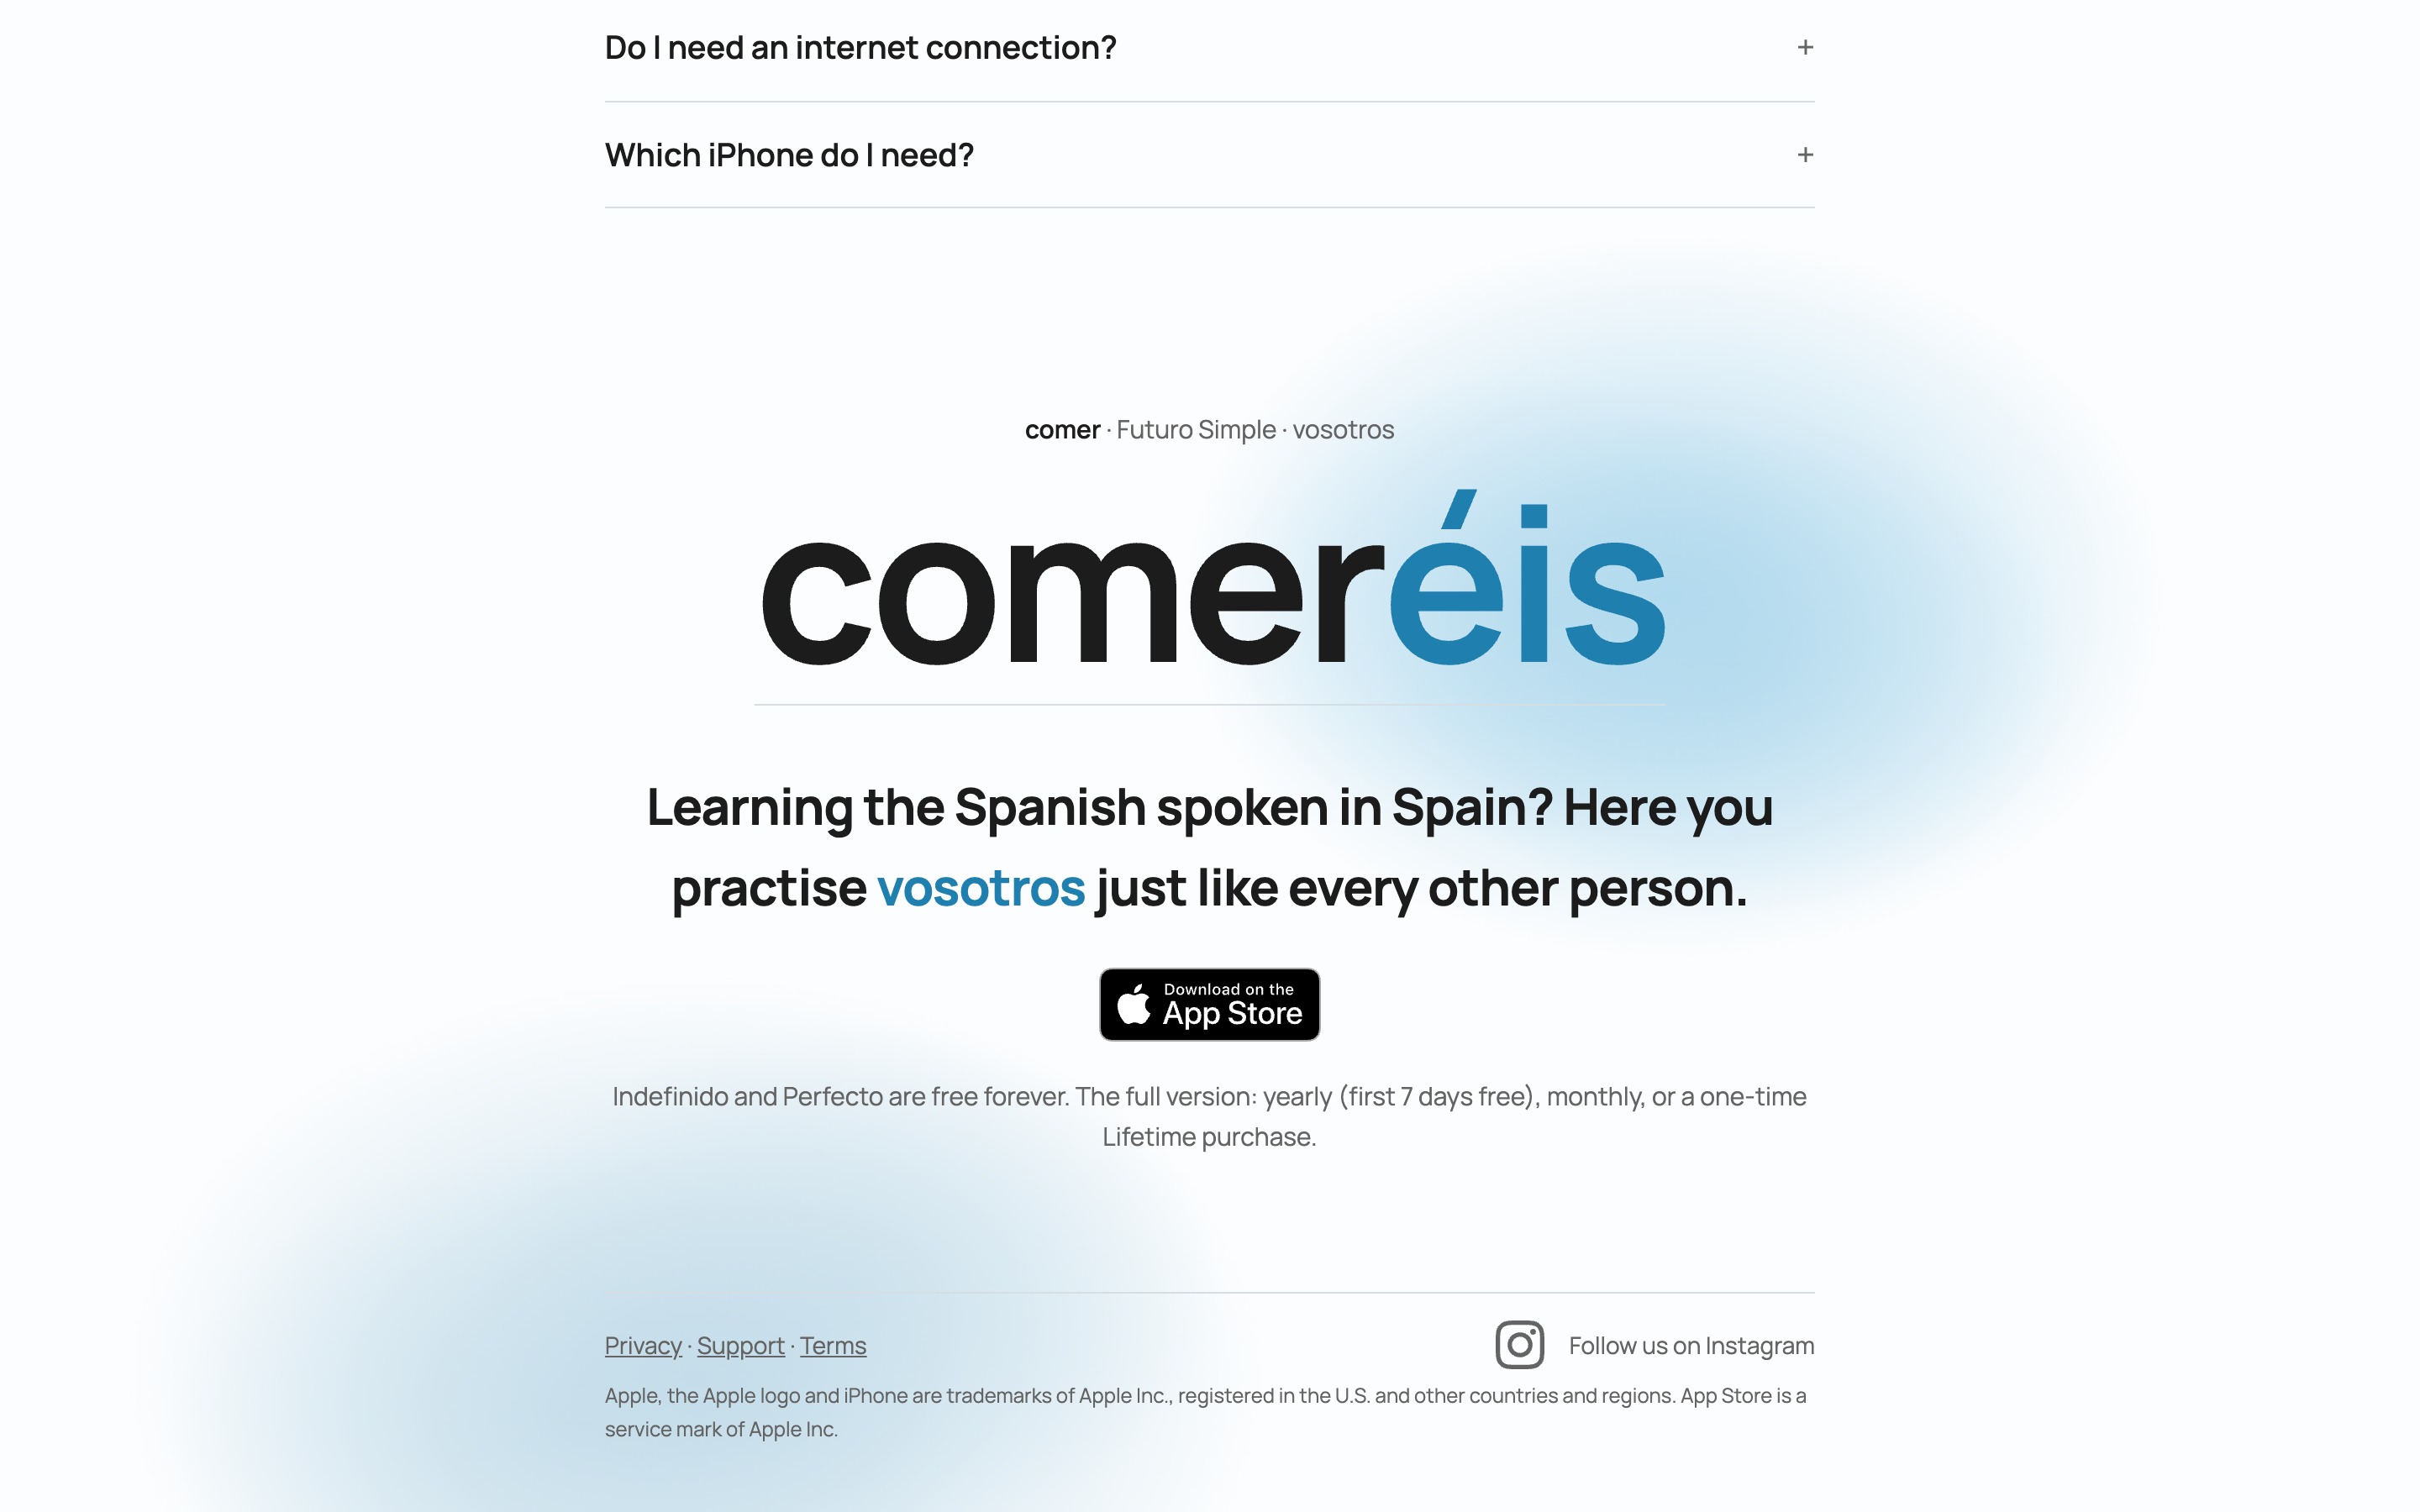 Do I need an internet connection? +
Which iPhone do I need? +
comer · Futuro Simple · vosotros
comeréis
Learning the Spanish spoken in Spain? Here you
practise vosotros just like every other person.
Download on the
App Store
Indefinido and Perfecto are free forever. The full version: yearly (first 7 days free), monthly, or a one-time
Lifetime purchase.
Privacy · Support · Terms
Follow us on Instagram
Apple, the Apple logo and iPhone are trademarks of Apple Inc., registered in the U.S. and other countries and regions. App Store is a
service mark of Apple Inc.